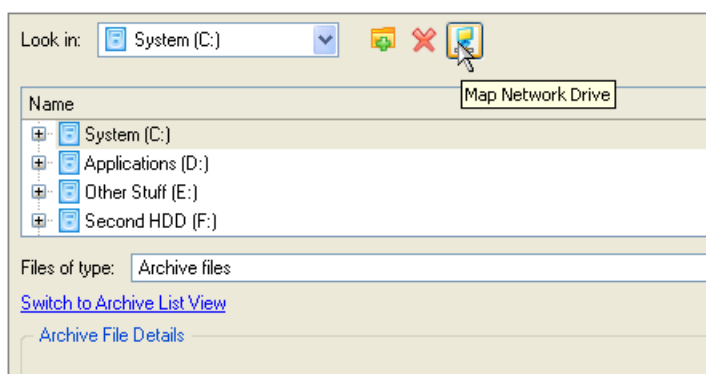 Look in: System (C:)
Map Network Drive
Name
System (C:)
Applications (D:)
Other Stuff (E:)
Second HDD (F:)
Files of type: Archive files
Switch to Archive List View
Archive File Details